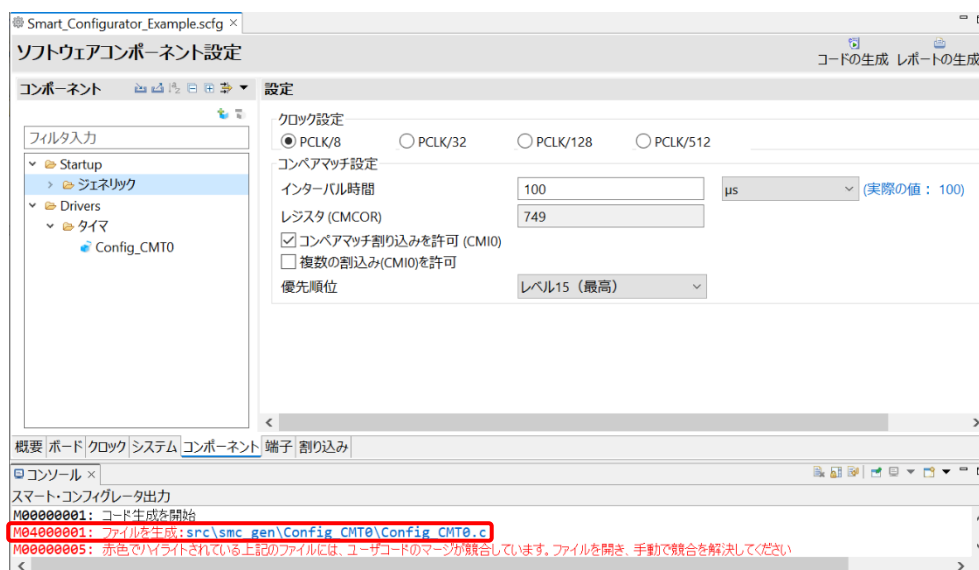 Smart_Configurator_Example.scfg ×
ソフトウェアコンポーネント設定
コードの生成 レポートの生成
コンポーネント
設定
フィルタ入力
Startup
ジェネリック
Drivers
タイマ
Config_CMT0
クロック設定
PCLK/8 PCLK/32 PCLK/128 PCLK/512
コンペアマッチ設定
インターバル時間 100 μs (実際の値： 100)
レジスタ (CMCOR) 749
コンペアマッチ割り込みを許可 (CMI0)
複数の割込み(CMI0)を許可
優先順位 レベル15（最高）
概要 ボード クロック システム コンポーネント 端子 割り込み
コンソール ×
スマート・コンフィグレータ出力
M00000001: コード生成を開始
M04000001: ファイルを生成:src\smc_gen\Config_CMT0\Config_CMT0.c
M00000005: 赤色でハイライトされている上記のファイルには、ユーザコードのマージが競合しています。ファイルを開き、手動で競合を解決してください